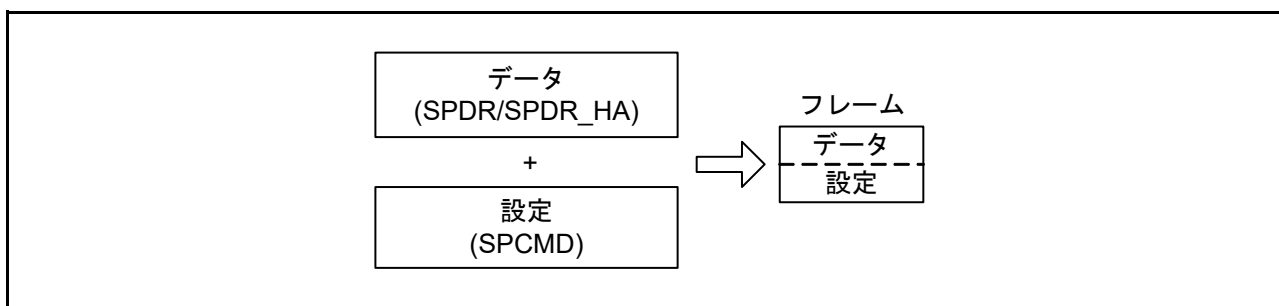 データ
(SPDR/SPDR_HA)
+
設定
(SPCMD)
フレーム
データ
設定